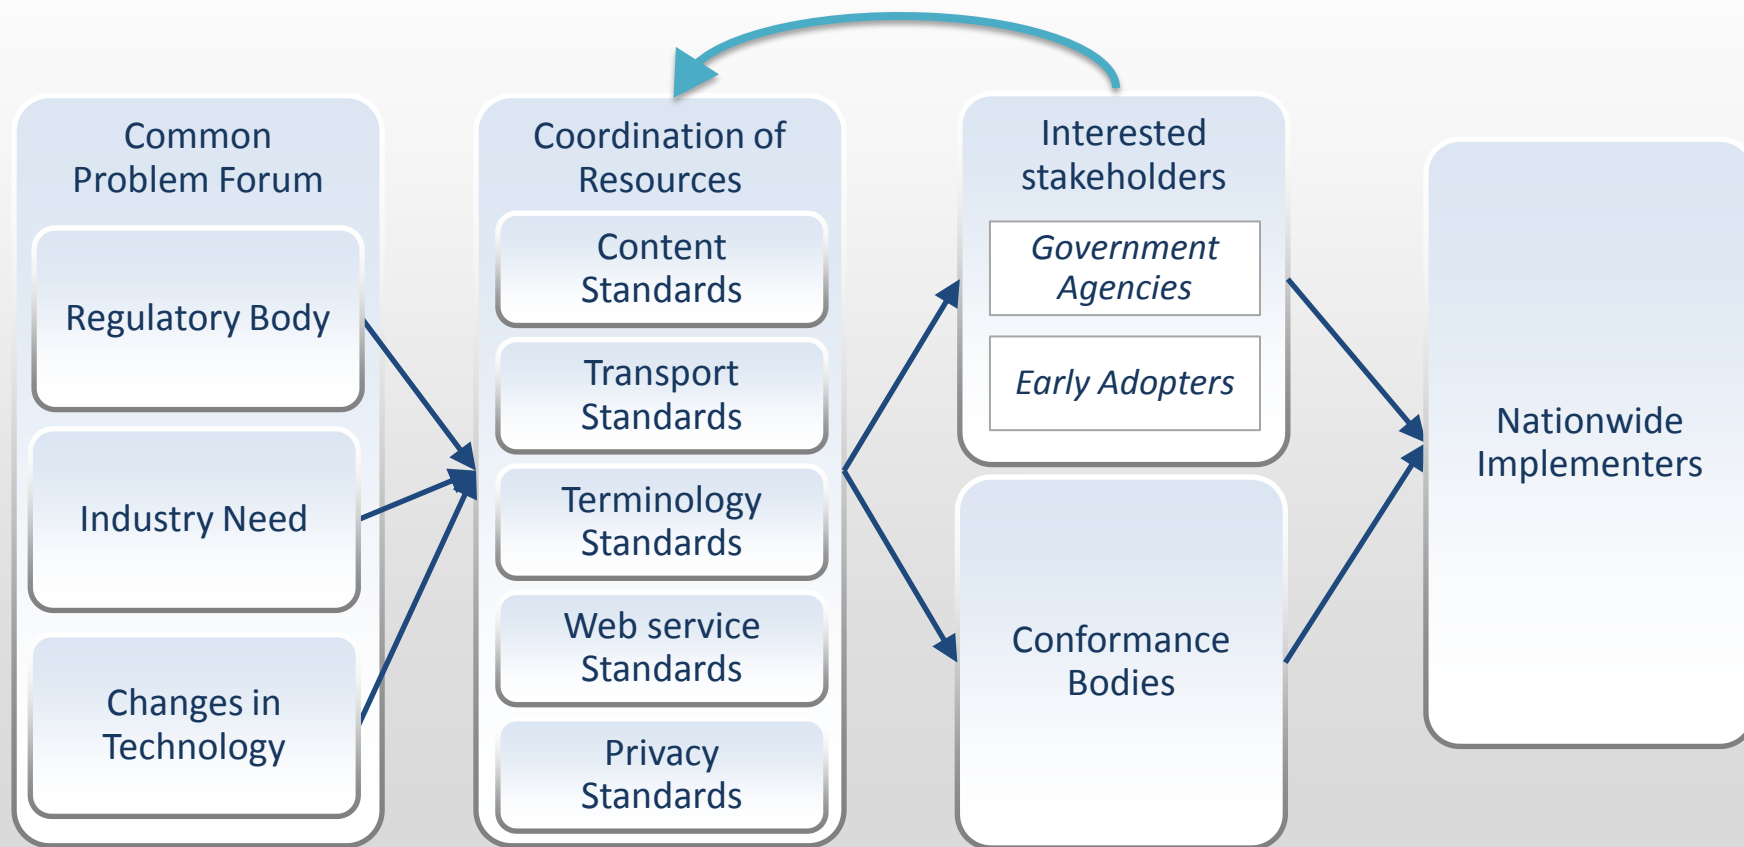 Common
Problem Forum
Regulatory Body
Industry Need
Changes in
Technology
Coordination of
Resources
Content
Standards
Transport
Standards
Terminology
Standards
Web service
Standards
Privacy
Standards
Interested
stakeholders
Government
Agencies
Early Adopters
Conformance
Bodies
Nationwide
Implementers